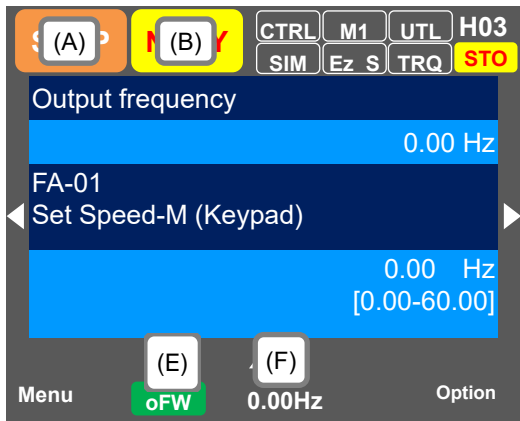 (A) (B) CTRL M1 UTL H03
SIM Ez S TRQ STO
Output frequency
0.00 Hz
FA-01
Set Speed-M (Keypad)
0.00 Hz
[0.00-60.00]
(E) (F)
Menu oFW 0.00Hz Option